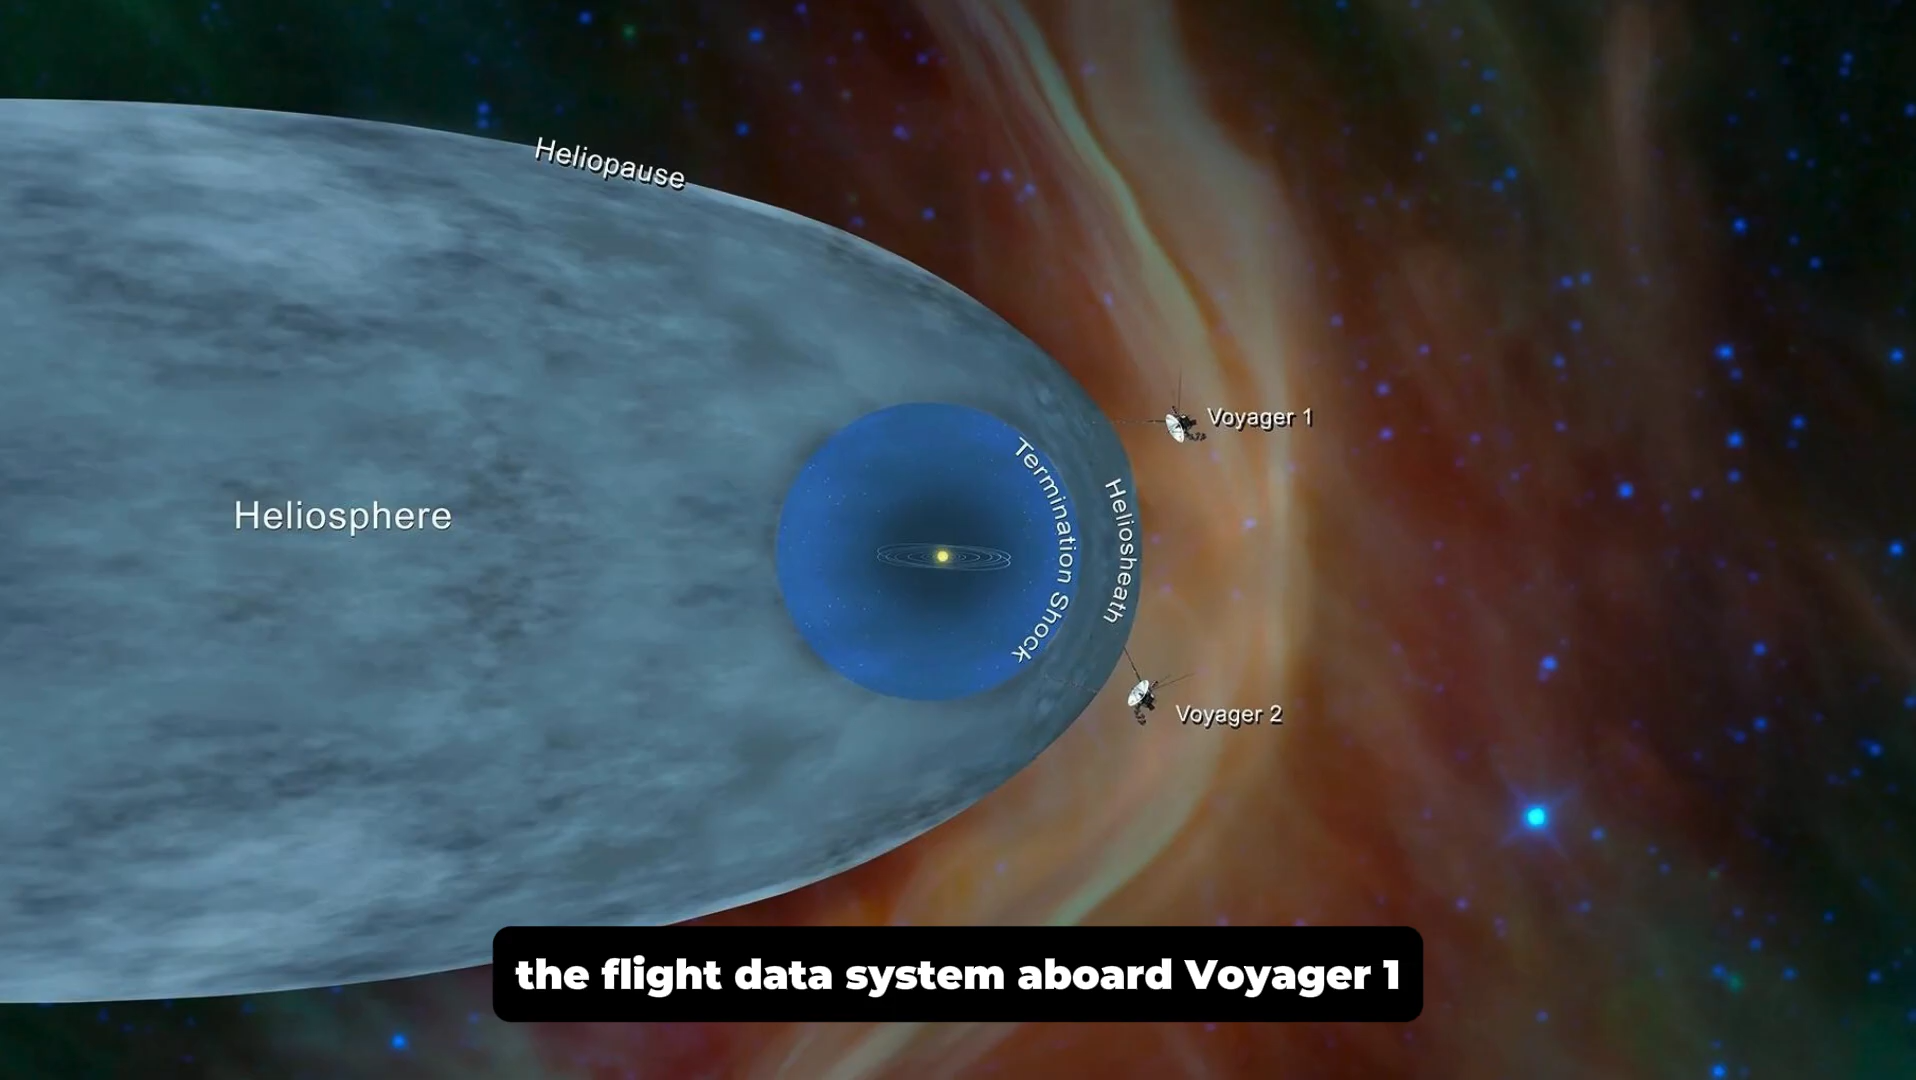 Heliopause
Voyager 1
Termination Shock
Heliosheath
Heliosphere
Voyager 2
the flight data system aboard Voyager 1